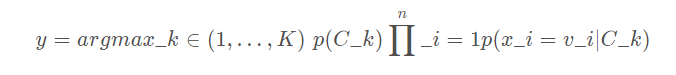 y = argmax_k ∈ (1, . . . , K) p(C_k) ∏^n _i = 1p(x_i = v_i|C_k)